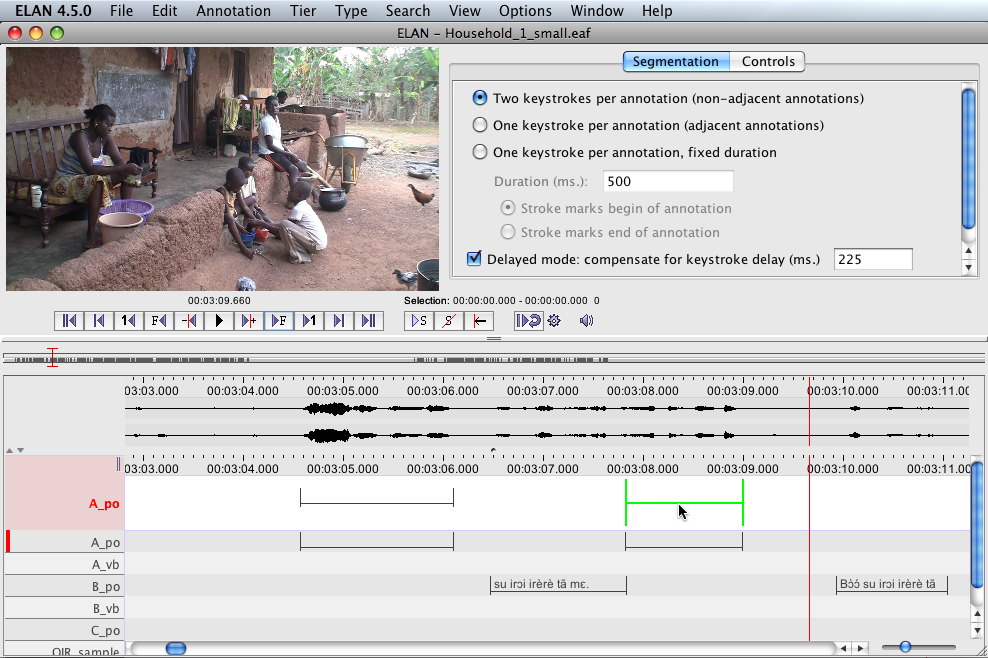 ELAN 4.5.0 File Edit Annotation Tier Type Search View Options Window Help
ELAN – Household_1_small.eaf
Segmentation Controls
Two keystrokes per annotation (non-adjacent annotations)
One keystroke per annotation (adjacent annotations)
One keystroke per annotation, fixed duration
Duration (ms.): 500
Stroke marks begin of annotation
Stroke marks end of annotation
Delayed mode: compensate for keystroke delay (ms.) 225
00:03:09.660
Selection: 00:00:00.000 - 00:00:00.000 0
1 F F 1 S S
00:03:03.000 00:03:04.000 00:03:05.000 00:03:06.000 00:03:07.000 00:03:08.000 00:03:09.000 00:03:10.000 00:03:11.00
00:03:03.000 00:03:04.000 00:03:05.000 00:03:06.000 00:03:07.000 00:03:08.000 00:03:09.000 00:03:10.000 00:03:11.00
A_po
A_po
A_vb
B_po su irɔi ìrèrè tã mɛ. Bɔ̀ɔ́ su irɔi ìrèrè tã
B_vb
C_po
OIR_sample